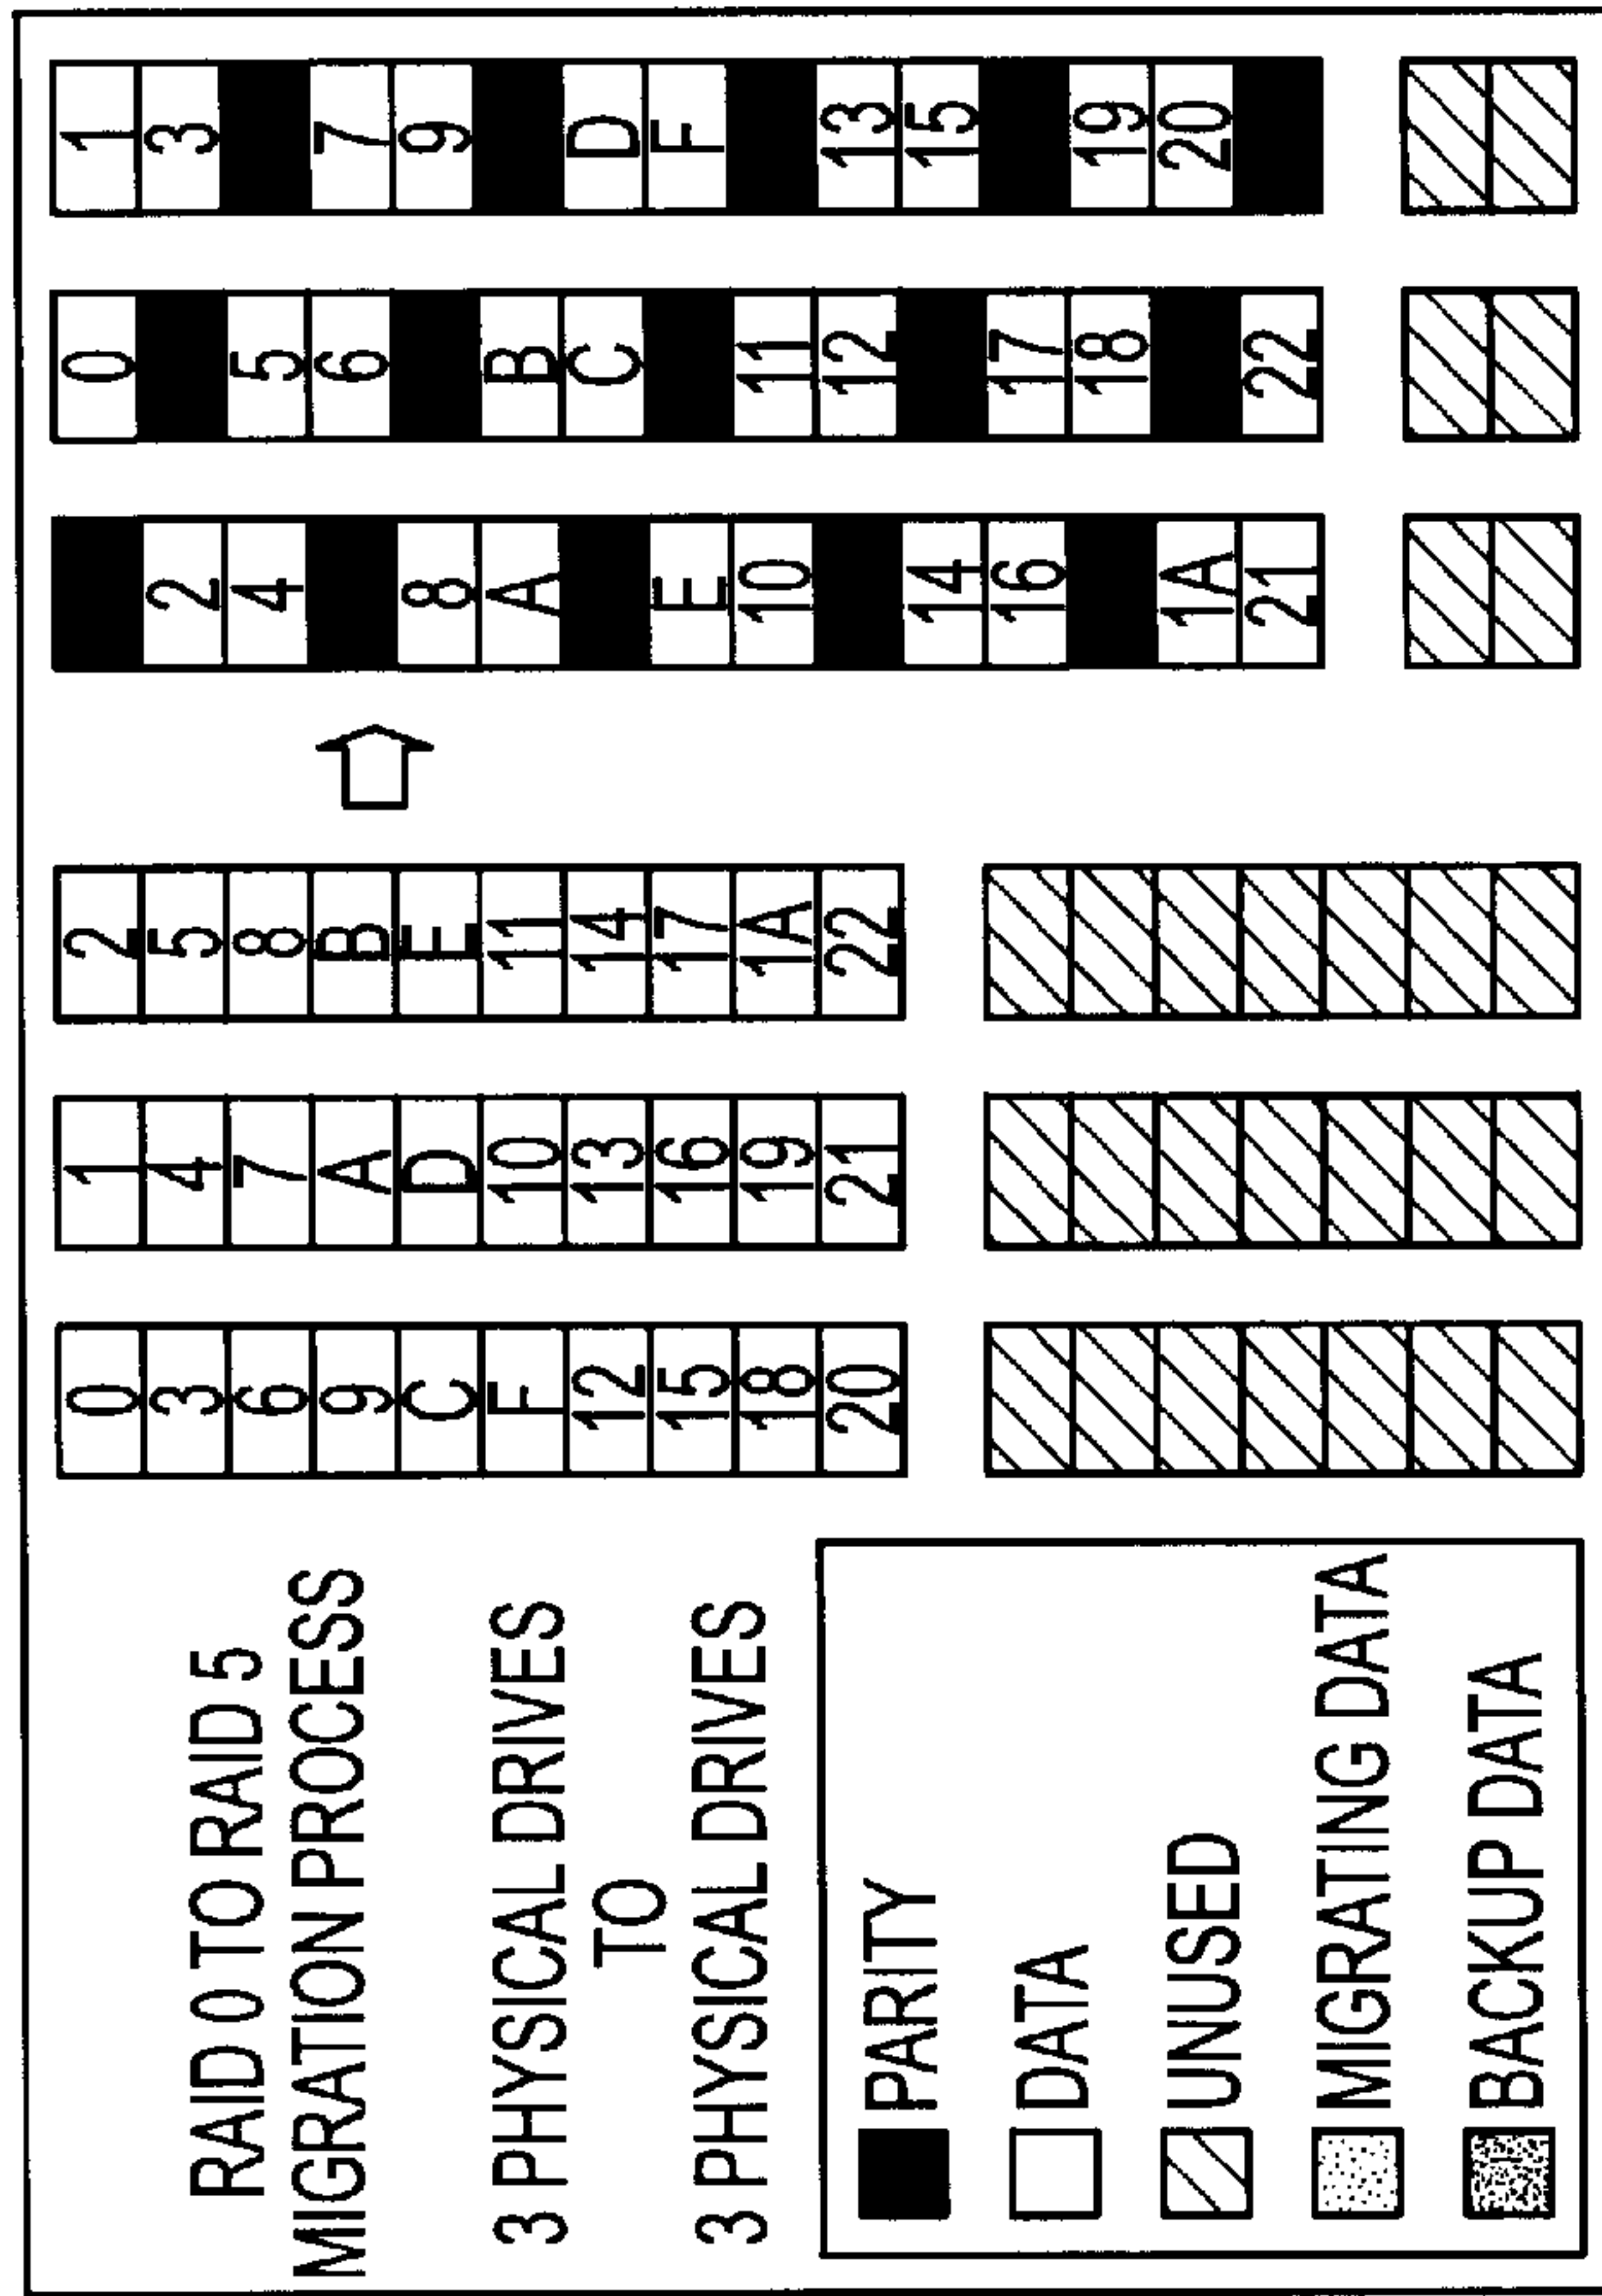 RAID 0 TO RAID 5
MIGRATION PROCESS
3 PHYSICAL DRIVES
TO
3 PHYSICAL DRIVES
PARITY
DATA
UNUSED
MIGRATING DATA
BACKUP DATA
0 1 2 0 1
3 4 5 2 3
6 7 8 4 5
9 A B 6 7
C D E 8 9
F 10 11 A B
12 13 14 C D
15 16 17 E F
18 19 1A 10 11
20 21 22 12 13
14 15
16 17
18 19
1A 20
21 22